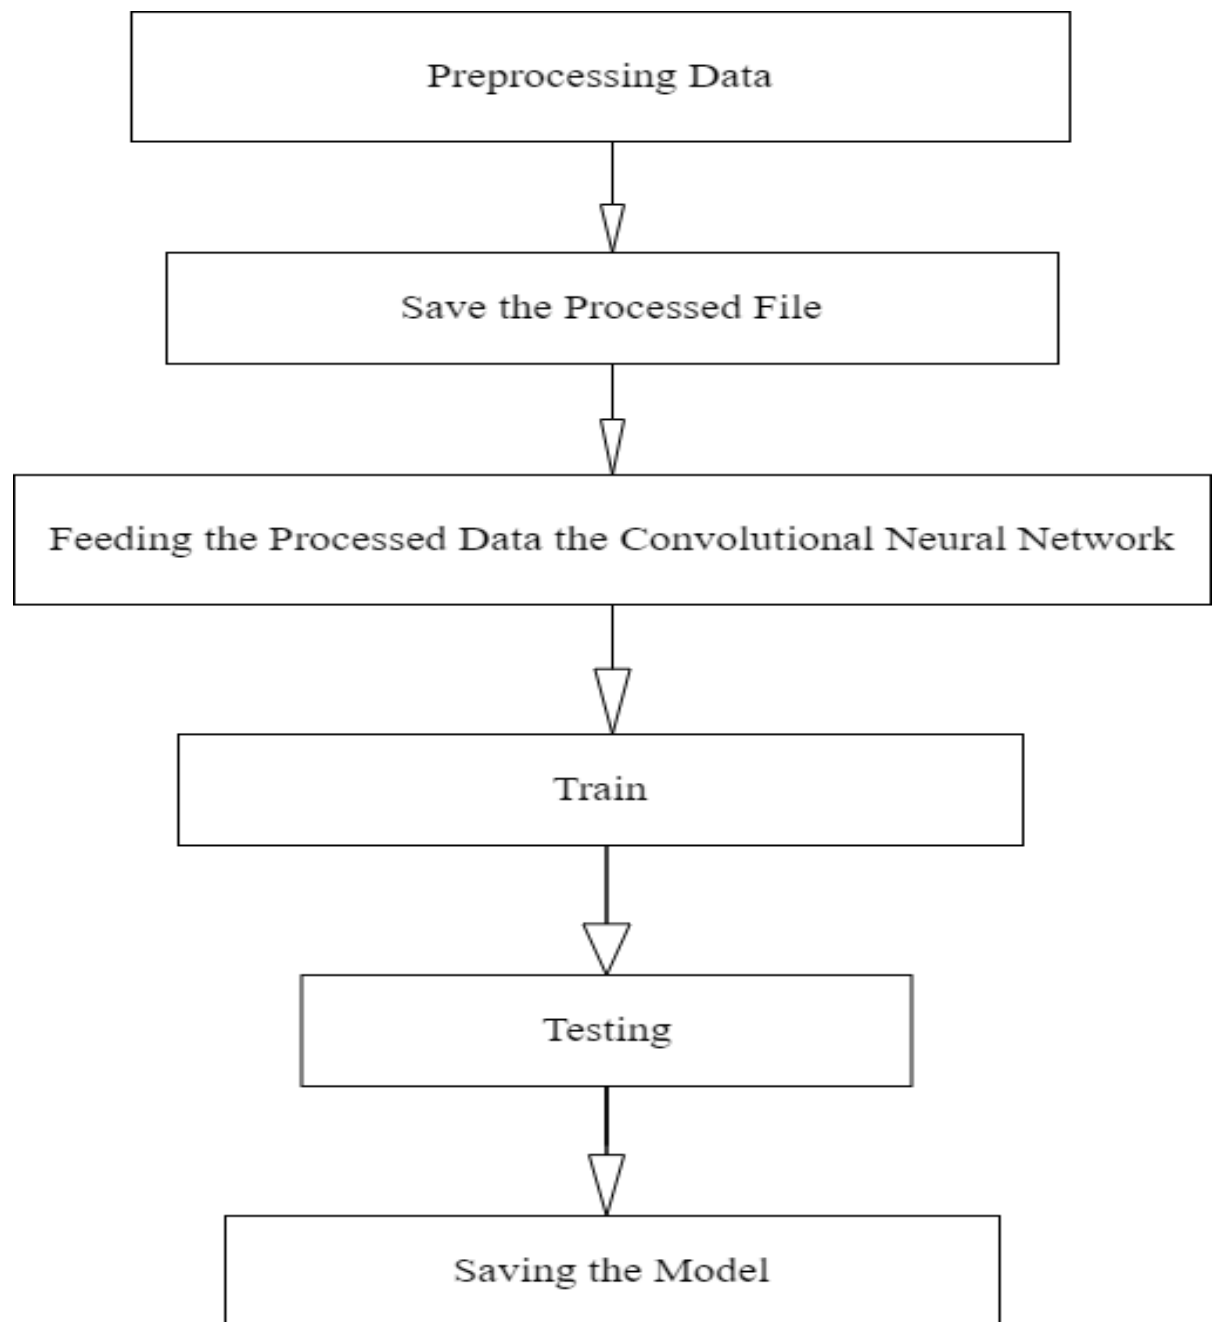 Preprocessing Data
Save the Processed File
Feeding the Processed Data the Convolutional Neural Network
Train
Testing
Saving the Model